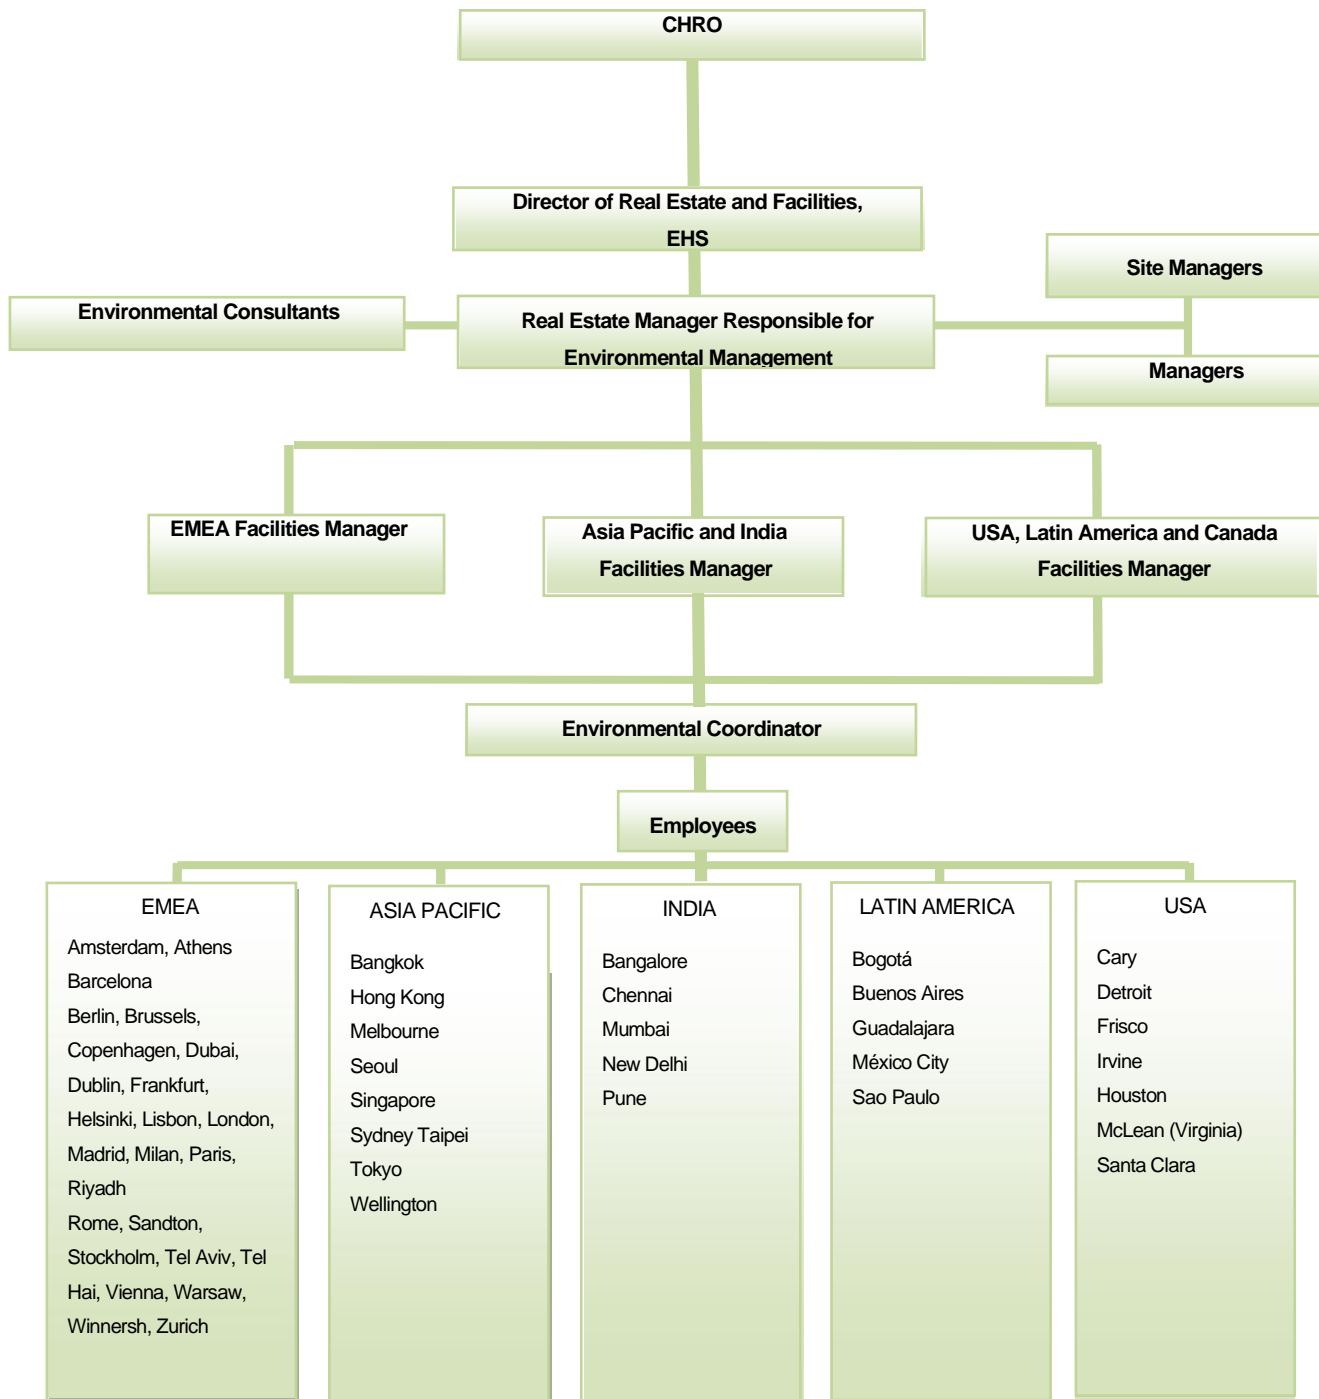 CHRO
Director of Real Estate and Facilities,
EHS
Site Managers
Environmental Consultants
Real Estate Manager Responsible for
Environmental Management
Managers
EMEA Facilities Manager
Asia Pacific and India
Facilities Manager
USA, Latin America and Canada
Facilities Manager
Environmental Coordinator
Employees
EMEA
Amsterdam, Athens
Barcelona
Berlin, Brussels,
Copenhagen, Dubai,
Dublin, Frankfurt,
Helsinki, Lisbon, London,
Madrid, Milan, Paris,
Riyadh
Rome, Sandton,
Stockholm, Tel Aviv, Tel
Hai, Vienna, Warsaw,
Winnersh, Zurich
ASIA PACIFIC
Bangkok
Hong Kong
Melbourne
Seoul
Singapore
Sydney Taipei
Tokyo
Wellington
INDIA
Bangalore
Chennai
Mumbai
New Delhi
Pune
LATIN AMERICA
Bogotá
Buenos Aires
Guadalajara
México City
Sao Paulo
USA
Cary
Detroit
Frisco
Irvine
Houston
McLean (Virginia)
Santa Clara